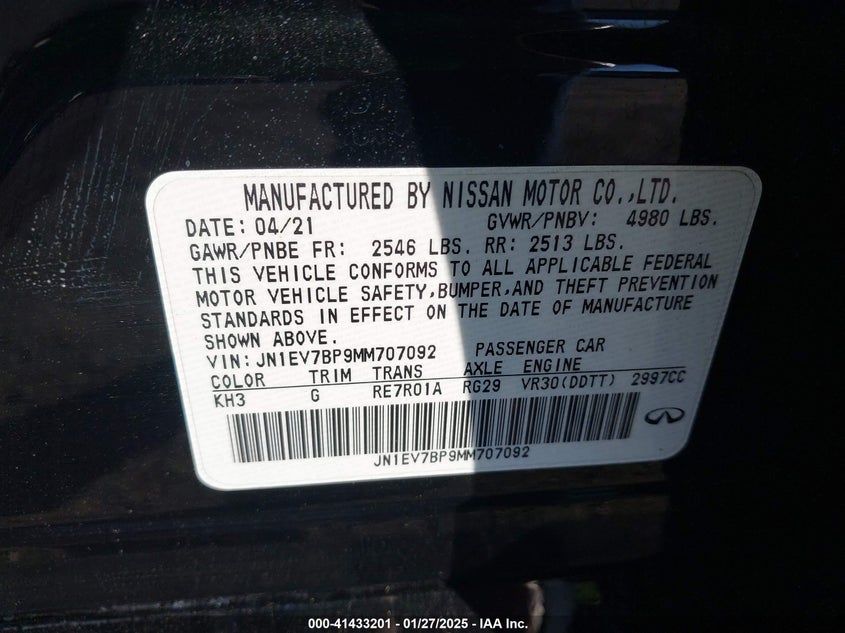 MANUFACTURED BY NISSAN MOTOR CO.,LTD.
DATE: 04/21 GVWR/PNBV: 4980 LBS.
GAWR/PNBE FR: 2546 LBS. RR: 2513 LBS.
THIS VEHICLE CONFORMS TO ALL APPLICABLE FEDERAL
MOTOR VEHICLE SAFETY,BUMPER,AND THEFT PREVENTION
STANDARDS IN EFFECT ON THE DATE OF MANUFACTURE
SHOWN ABOVE.
VIN: JN1EV7BP9MM707092 PASSENGER CAR
COLOR TRIM TRANS AXLE ENGINE
KH3 G RE7R01A RG29 VR30(DDTT) 2997CC
JN1EV7BP9MM707092
000-41433201 - 01/27/2025 - IAA Inc.